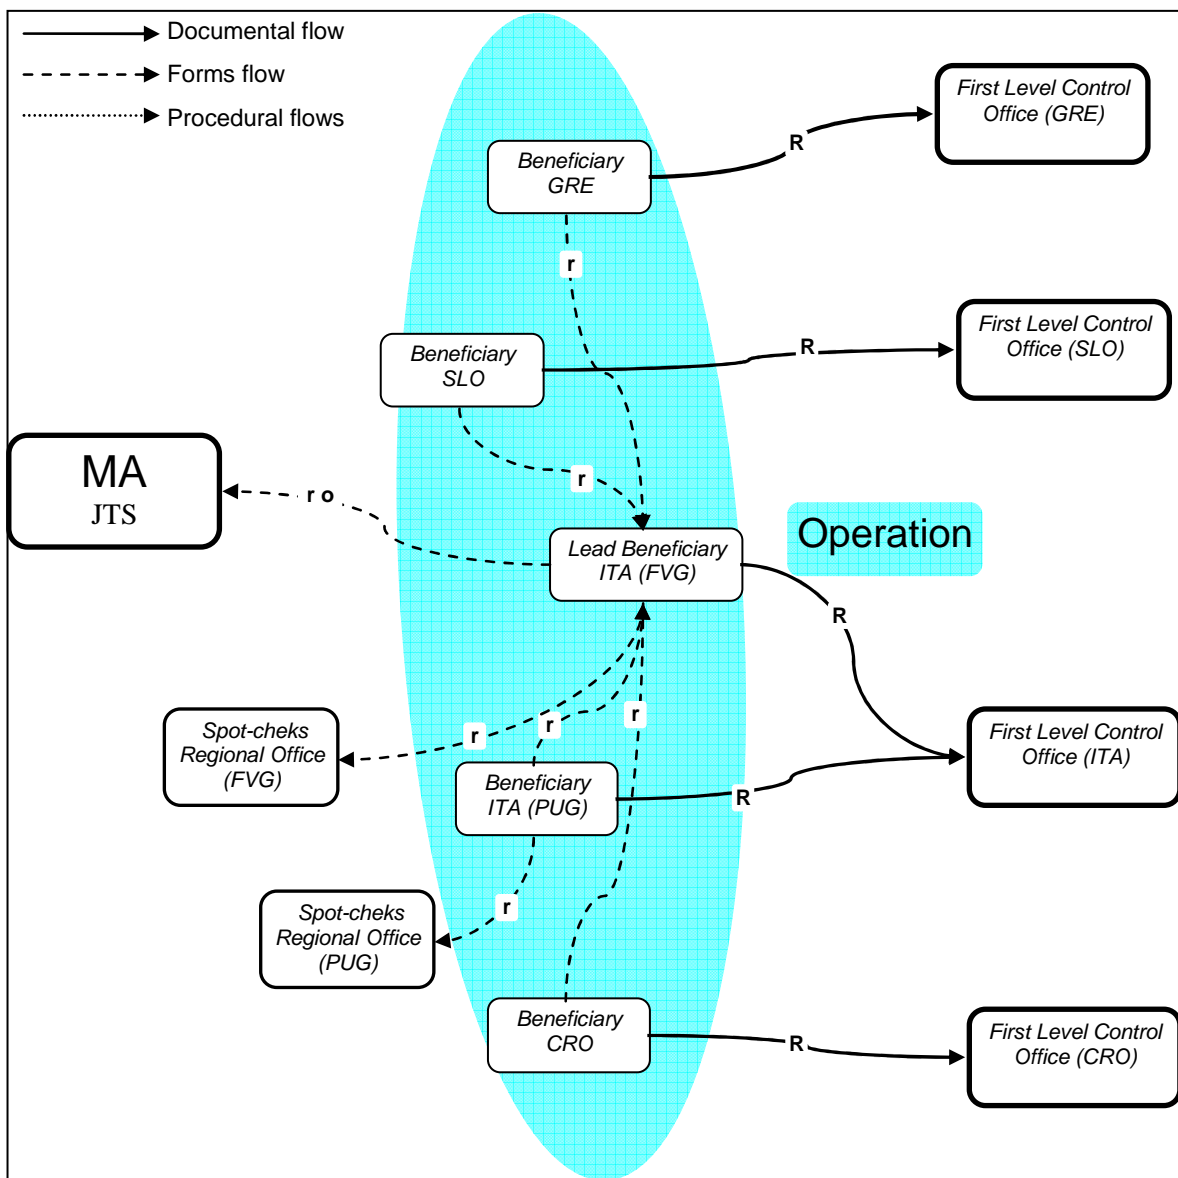 Documental flow
Forms flow
Procedural flows
First Level Control
Office (GRE)
R
Beneficiary
GRE
r
First Level Control
Office (SLO)
R
Beneficiary
SLO
r
MA
JTS
r o
Operation
Lead Beneficiary
ITA (FVG)
R
Spot-cheks
Regional Office
(FVG)
r
r
r
First Level Control
Office (ITA)
Beneficiary
ITA (PUG)
R
Spot-cheks
Regional Office
(PUG)
r
Beneficiary
CRO
R
First Level Control
Office (CRO)